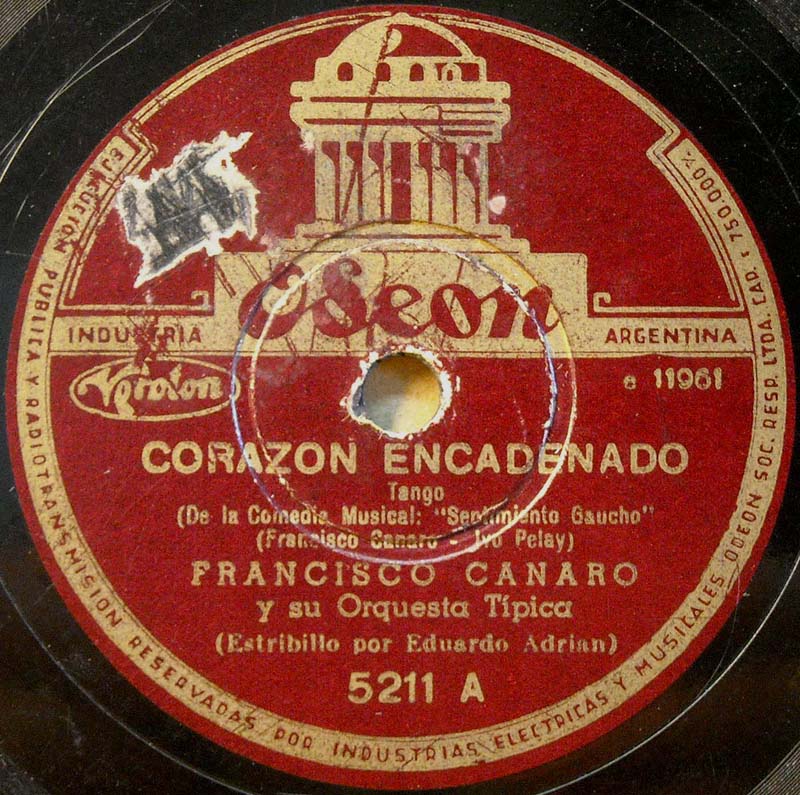 Odeon
INDUSTRIA
ARGENTINA
Veroton
e 11961
CORAZON ENCADENADO
Tango
(De la Comedia Musical: "Sentimiento Gaucho"
(Francisco Canaro - Ivo Pelay)
FRANCISCO CANARO
y su Orquesta Típica
(Estribillo por Eduardo Adrian)
5211 A
EJECUCION PUBLICA Y RADIOTRANSMISION RESERVADAS POR INDUSTRIAS ELECTRICAS Y MUSICALES ODEON SOC. RESP. LTDA. CAP. $ 750.000 m/n